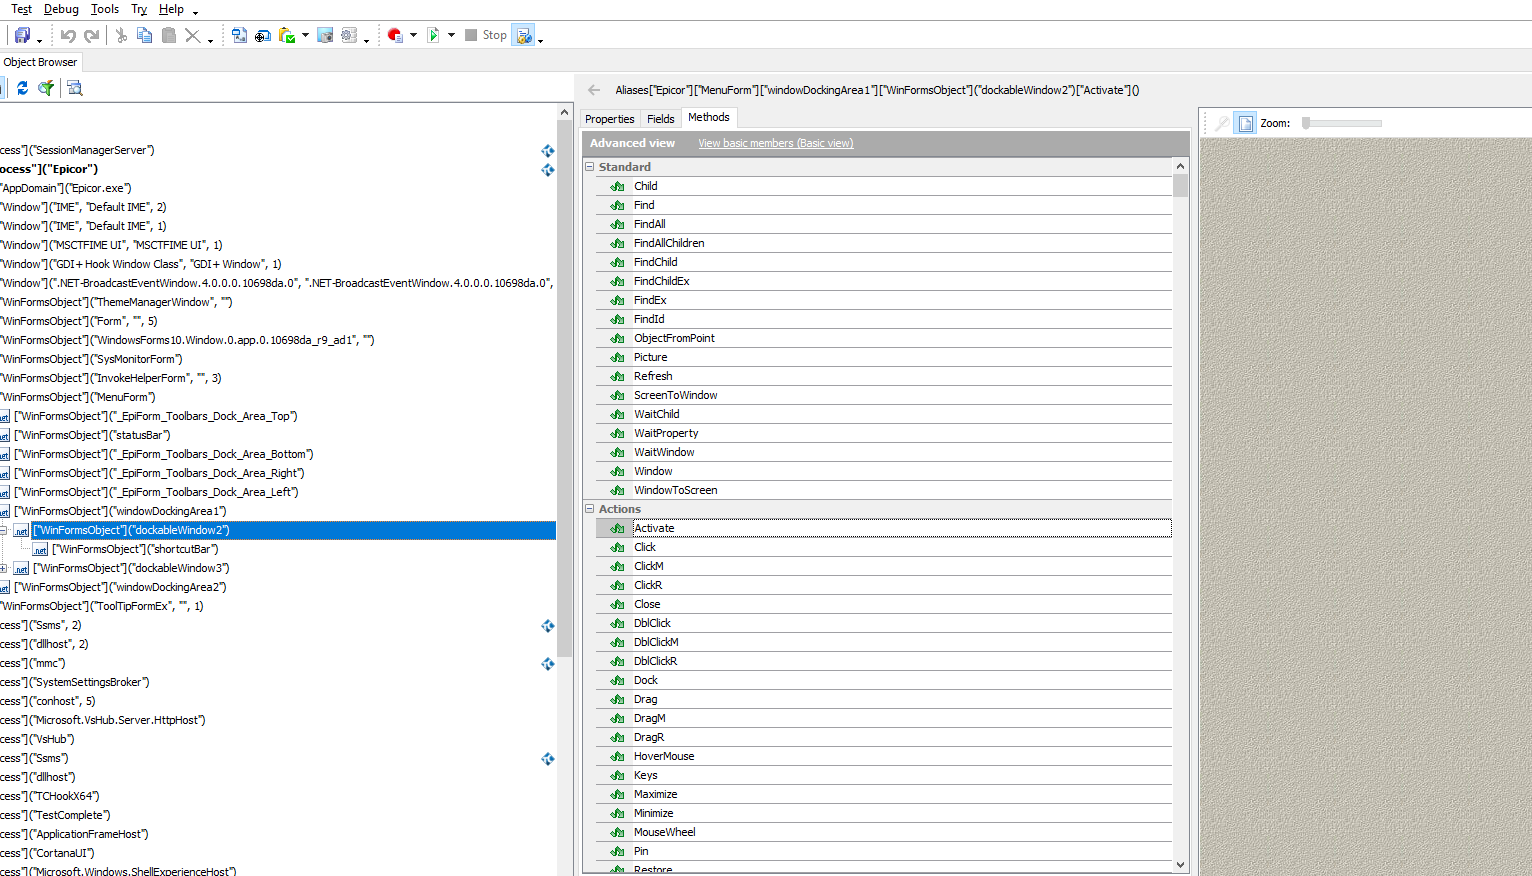 Test Debug Tools Try Help
Stop
Object Browser
Aliases["Epicor"]["MenuForm"]["windowDockingArea1"]["WinFormsObject"]("dockableWindow2")["Activate"]()
Properties Fields Methods
Zoom:
Advanced view View basic members (Basic view)
cess"]("SessionManagerServer")
ocess"]("Epicor")
"AppDomain"]("Epicor.exe")
"Window"]("IME", "Default IME", 2)
"Window"]("IME", "Default IME", 1)
"Window"]("MSCTFIME UI", "MSCTFIME UI", 1)
"Window"]("GDI+ Hook Window Class", "GDI+ Window", 1)
"Window"](".NET-BroadcastEventWindow.4.0.0.0.10698da.0", ".NET-BroadcastEventWindow.4.0.0.0.10698da.0",
"WinFormsObject"]("ThemeManagerWindow", "")
"WinFormsObject"]("Form", "", 5)
"WinFormsObject"]("WindowsForms10.Window.0.app.0.10698da_r9_ad1", "")
"WinFormsObject"]("SysMonitorForm")
"WinFormsObject"]("InvokeHelperForm", "", 3)
"WinFormsObject"]("MenuForm")
["WinFormsObject"]("_EpiForm_Toolbars_Dock_Area_Top")
["WinFormsObject"]("statusBar")
["WinFormsObject"]("_EpiForm_Toolbars_Dock_Area_Bottom")
["WinFormsObject"]("_EpiForm_Toolbars_Dock_Area_Right")
["WinFormsObject"]("_EpiForm_Toolbars_Dock_Area_Left")
["WinFormsObject"]("windowDockingArea1")
.net ["WinFormsObject"]("dockableWindow2")
.net ["WinFormsObject"]("shortcutBar")
.net ["WinFormsObject"]("dockableWindow3")
["WinFormsObject"]("windowDockingArea2")
"WinFormsObject"]("ToolTipFormEx", "", 1)
cess"]("Ssms", 2)
cess"]("dllhost", 2)
cess"]("mmc")
cess"]("SystemSettingsBroker")
cess"]("conhost", 5)
cess"]("Microsoft.VsHub.Server.HttpHost")
cess"]("VsHub")
cess"]("Ssms")
cess"]("dllhost")
cess"]("TCHookX64")
cess"]("TestComplete")
cess"]("ApplicationFrameHost")
cess"]("CortanaUI")
cess"]("Microsoft.Windows.ShellExperienceHost")
Standard
Child
Find
FindAll
FindAllChildren
FindChild
FindChildEx
FindEx
FindId
ObjectFromPoint
Picture
Refresh
ScreenToWindow
WaitChild
WaitProperty
WaitWindow
Window
WindowToScreen
Actions
Activate
Click
ClickM
ClickR
Close
DblClick
DblClickM
DblClickR
Dock
Drag
DragM
DragR
HoverMouse
Keys
Maximize
Minimize
MouseWheel
Pin
Restore